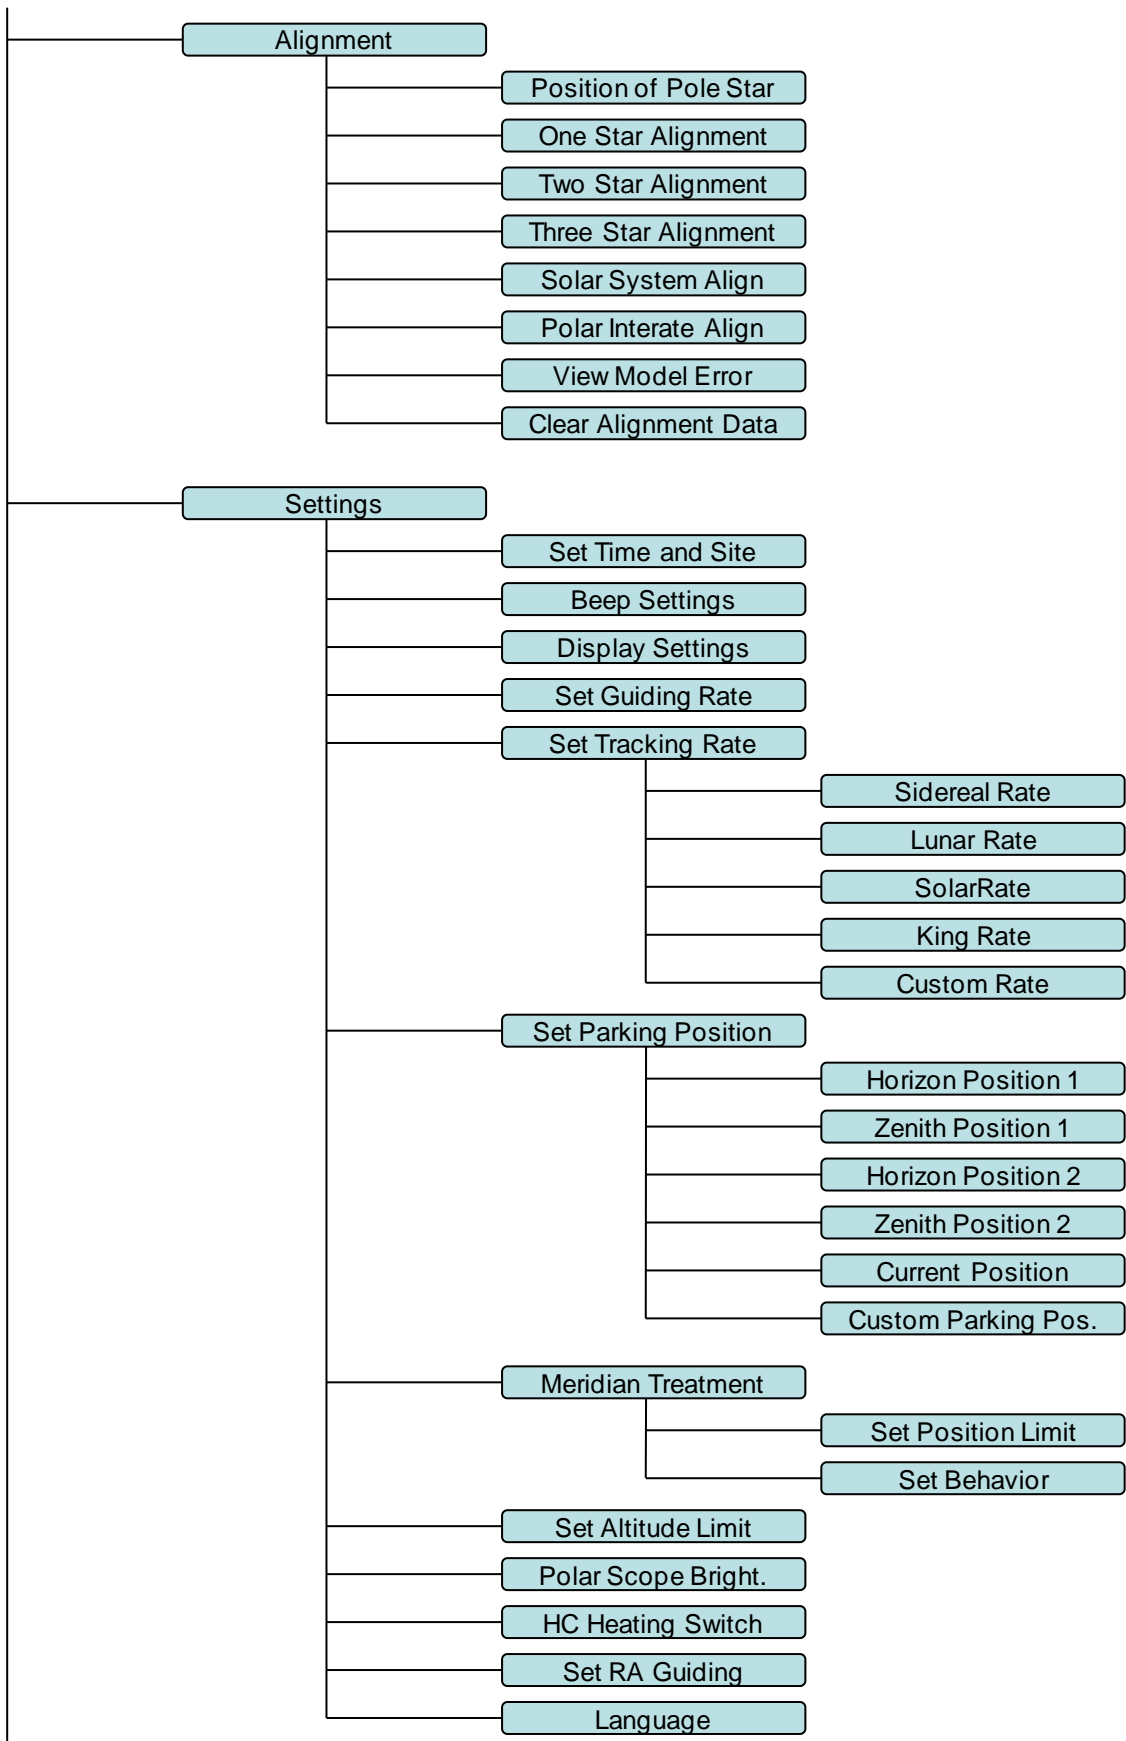 Alignment
Position of Pole Star
One Star Alignment
Two Star Alignment
Three Star Alignment
Solar System Align
Polar Interate Align
View Model Error
Clear Alignment Data
Settings
Set Time and Site
Beep Settings
Display Settings
Set Guiding Rate
Set Tracking Rate
Sidereal Rate
Lunar Rate
SolarRate
King Rate
Custom Rate
Set Parking Position
Horizon Position 1
Zenith Position 1
Horizon Position 2
Zenith Position 2
Current Position
Custom Parking Pos.
Meridian Treatment
Set Position Limit
Set Behavior
Set Altitude Limit
Polar Scope Bright.
HC Heating Switch
Set RA Guiding
Language